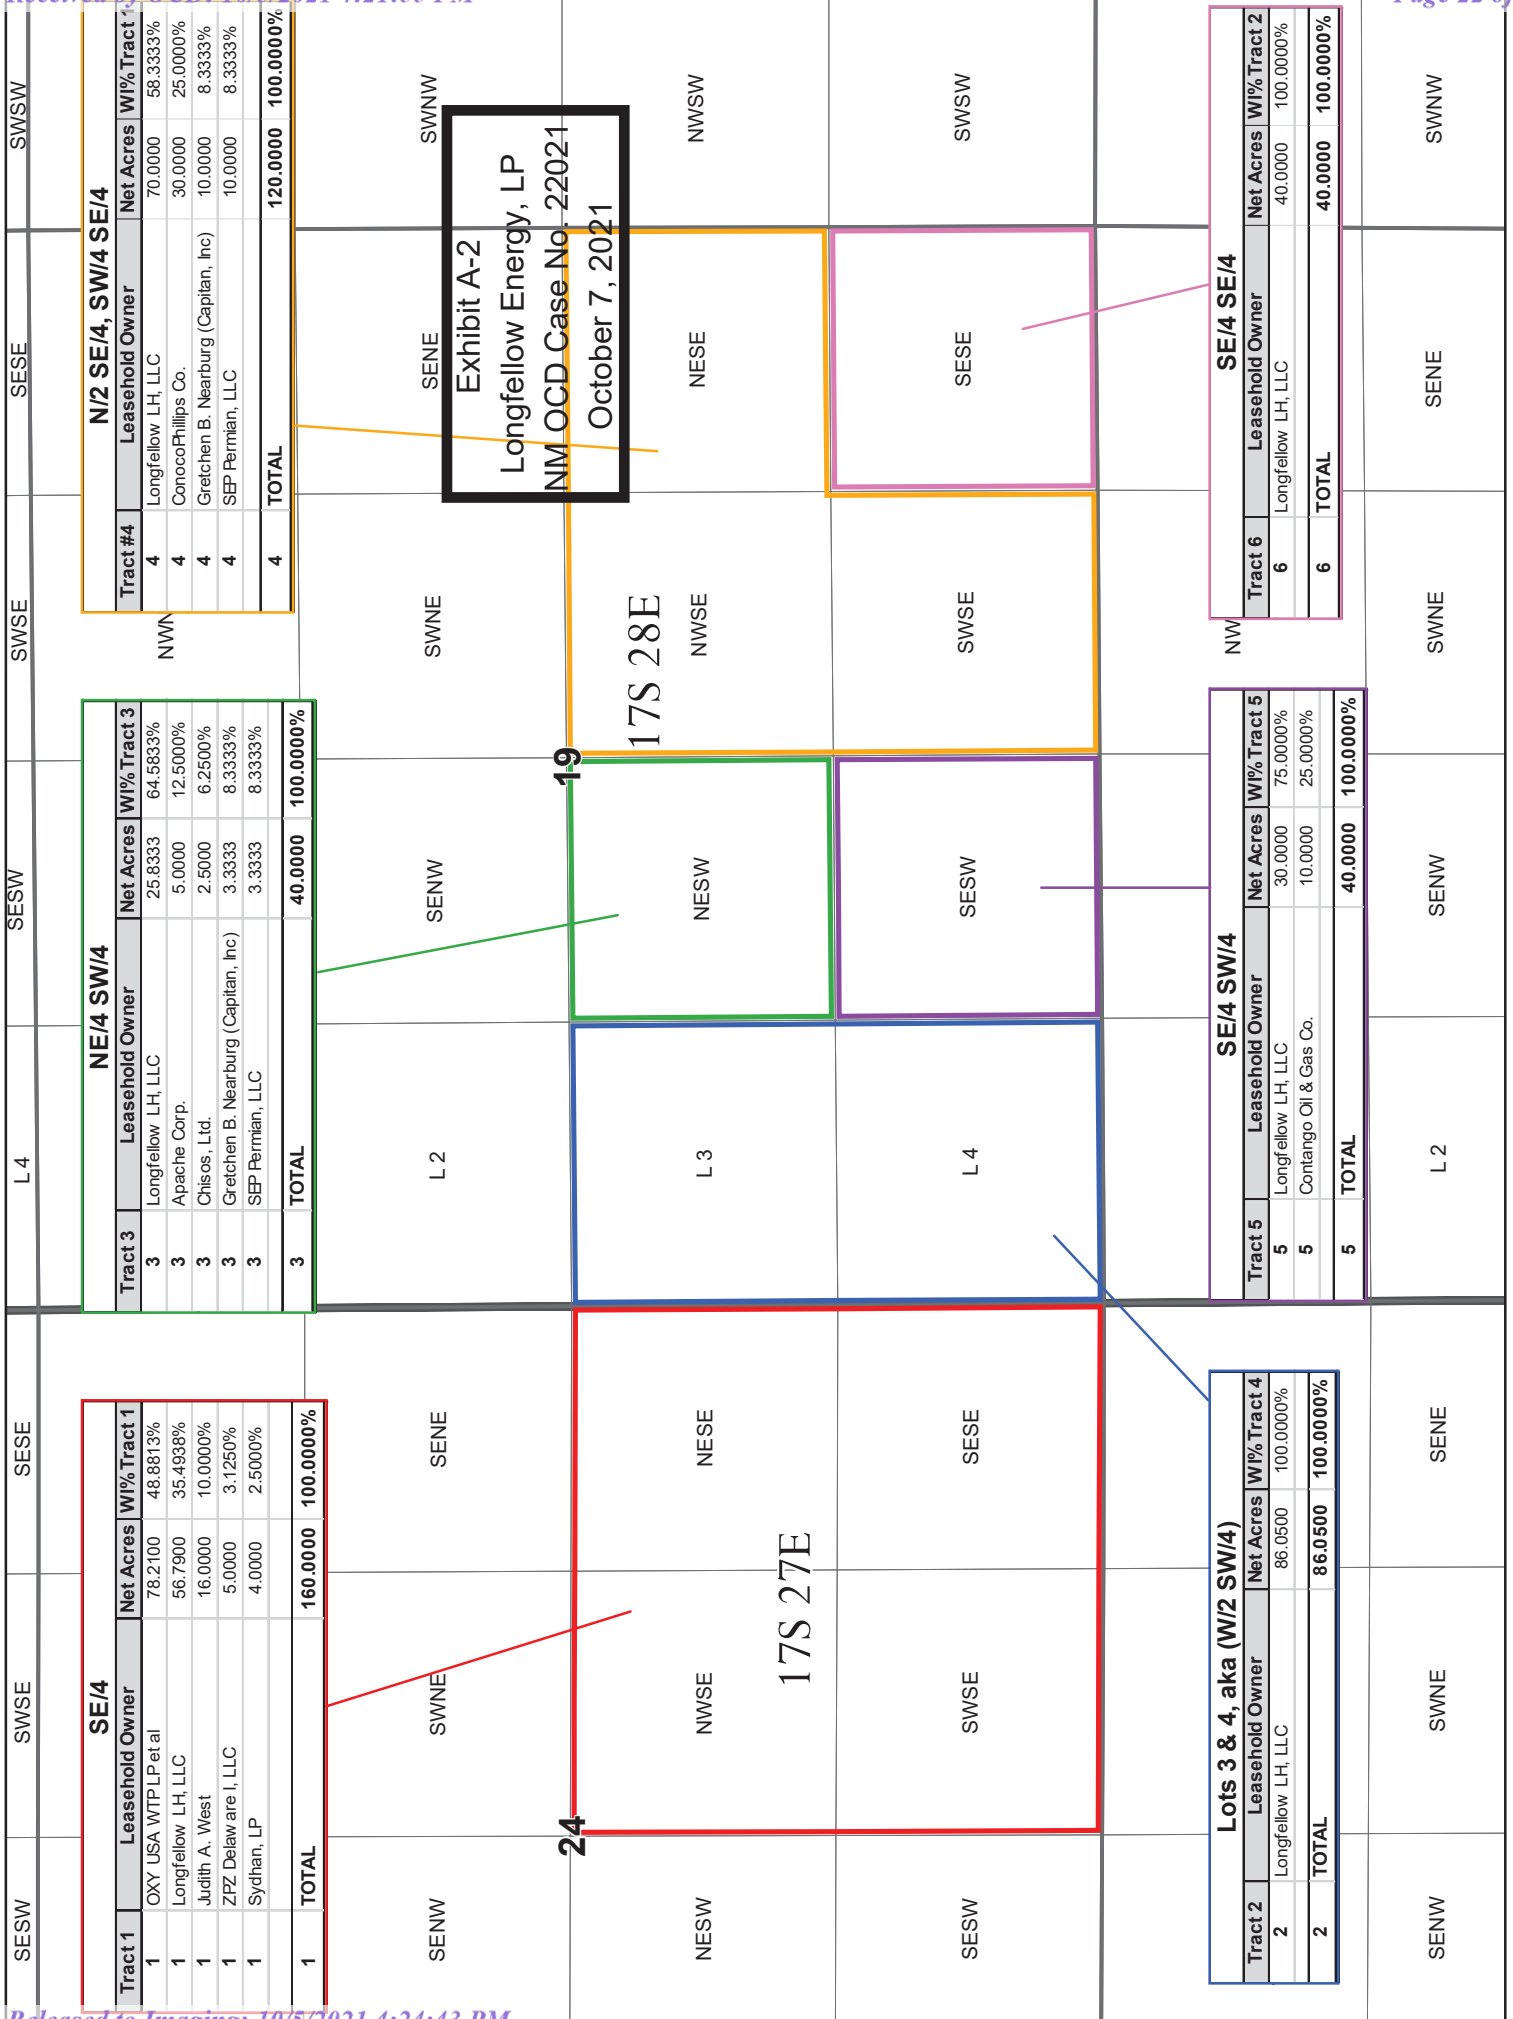 SESW SWSE SESE L 4 SESW SWSE SESE SWSW
SE/4
Tract 1 Leasehold Owner Net Acres WI% Tract 1
1 OXY USA WTP LP et al 78.2100 48.8813%
1 Longfellow LH, LLC 56.7900 35.4938%
1 Judith A. West 16.0000 10.0000%
1 ZPZ Delaware I, LLC 5.0000 3.1250%
1 Sydhan, LP 4.0000 2.5000%
1 TOTAL 160.0000 100.0000%
NE/4 SW/4
Tract 3 Leasehold Owner Net Acres WI% Tract 3
3 Longfellow LH, LLC 25.8333 64.5833%
3 Apache Corp. 5.0000 12.5000%
3 Chisos, Ltd. 2.5000 6.2500%
3 Gretchen B. Nearburg (Capitan, Inc) 3.3333 8.3333%
3 SEP Permian, LLC 3.3333 8.3333%
3 TOTAL 40.0000 100.0000%
NWN
N/2 SE/4, SW/4 SE/4
Tract #4 Leasehold Owner Net Acres WI% Tract 1
4 Longfellow LH, LLC 70.0000 58.3333%
4 ConocoPhillips Co. 30.0000 25.0000%
4 Gretchen B. Nearburg (Capitan, Inc) 10.0000 8.3333%
4 SEP Permian, LLC 10.0000 8.3333%
4 TOTAL 120.0000 100.0000%
SENW SWNE SENE L 2 SENW SWNE SENE SWNW
Exhibit A-2
Longfellow Energy, LP
NM OCD Case No. 22021
October 7, 2021
24 19
17S 28E
NESW NWSE NESE L 3 NESW NWSE NESE NWSW
17S 27E
SESW SWSE SESE L 4 SESW SWSE SESE SWSW
Lots 3 & 4, aka (W/2 SW/4)
Tract 2 Leasehold Owner Net Acres WI% Tract 4
2 Longfellow LH, LLC 86.0500 100.0000%
2 TOTAL 86.0500 100.0000%
SE/4 SW/4
Tract 5 Leasehold Owner Net Acres WI% Tract 5
5 Longfellow LH, LLC 30.0000 75.0000%
5 Contango Oil & Gas Co. 10.0000 25.0000%
5 TOTAL 40.0000 100.0000%
NW
SE/4 SE/4
Tract 6 Leasehold Owner Net Acres WI% Tract 2
6 Longfellow LH, LLC 40.0000 100.0000%
6 TOTAL 40.0000 100.0000%
SENW SWNE SENE L 2 SENW SWNE SENE SWNW
Released to Imaging: 10/5/2021 4:24:43 PM